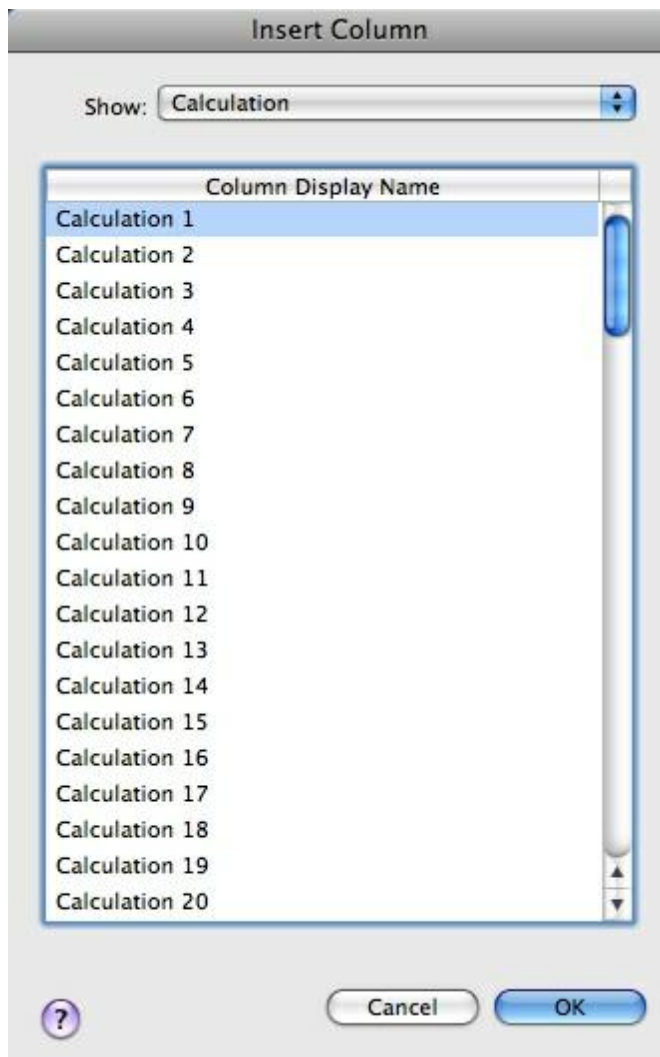 Insert Column
Show: Calculation
Column Display Name
Calculation 1
Calculation 2
Calculation 3
Calculation 4
Calculation 5
Calculation 6
Calculation 7
Calculation 8
Calculation 9
Calculation 10
Calculation 11
Calculation 12
Calculation 13
Calculation 14
Calculation 15
Calculation 16
Calculation 17
Calculation 18
Calculation 19
Calculation 20
? Cancel OK